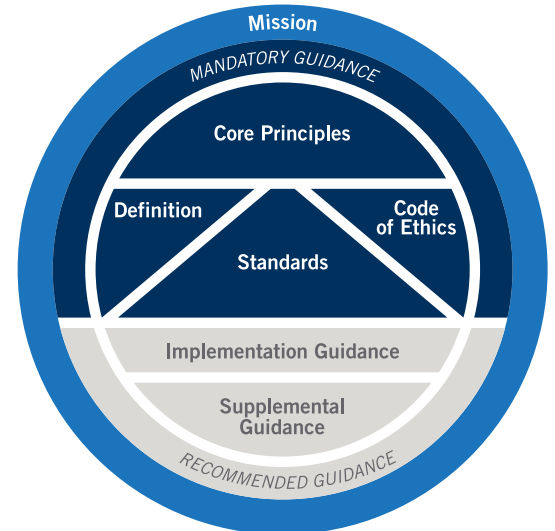 Mission
MANDATORY GUIDANCE
Core Principles
Definition
Code
of Ethics
Standards
Implementation Guidance
Supplemental
Guidance
RECOMMENDED GUIDANCE